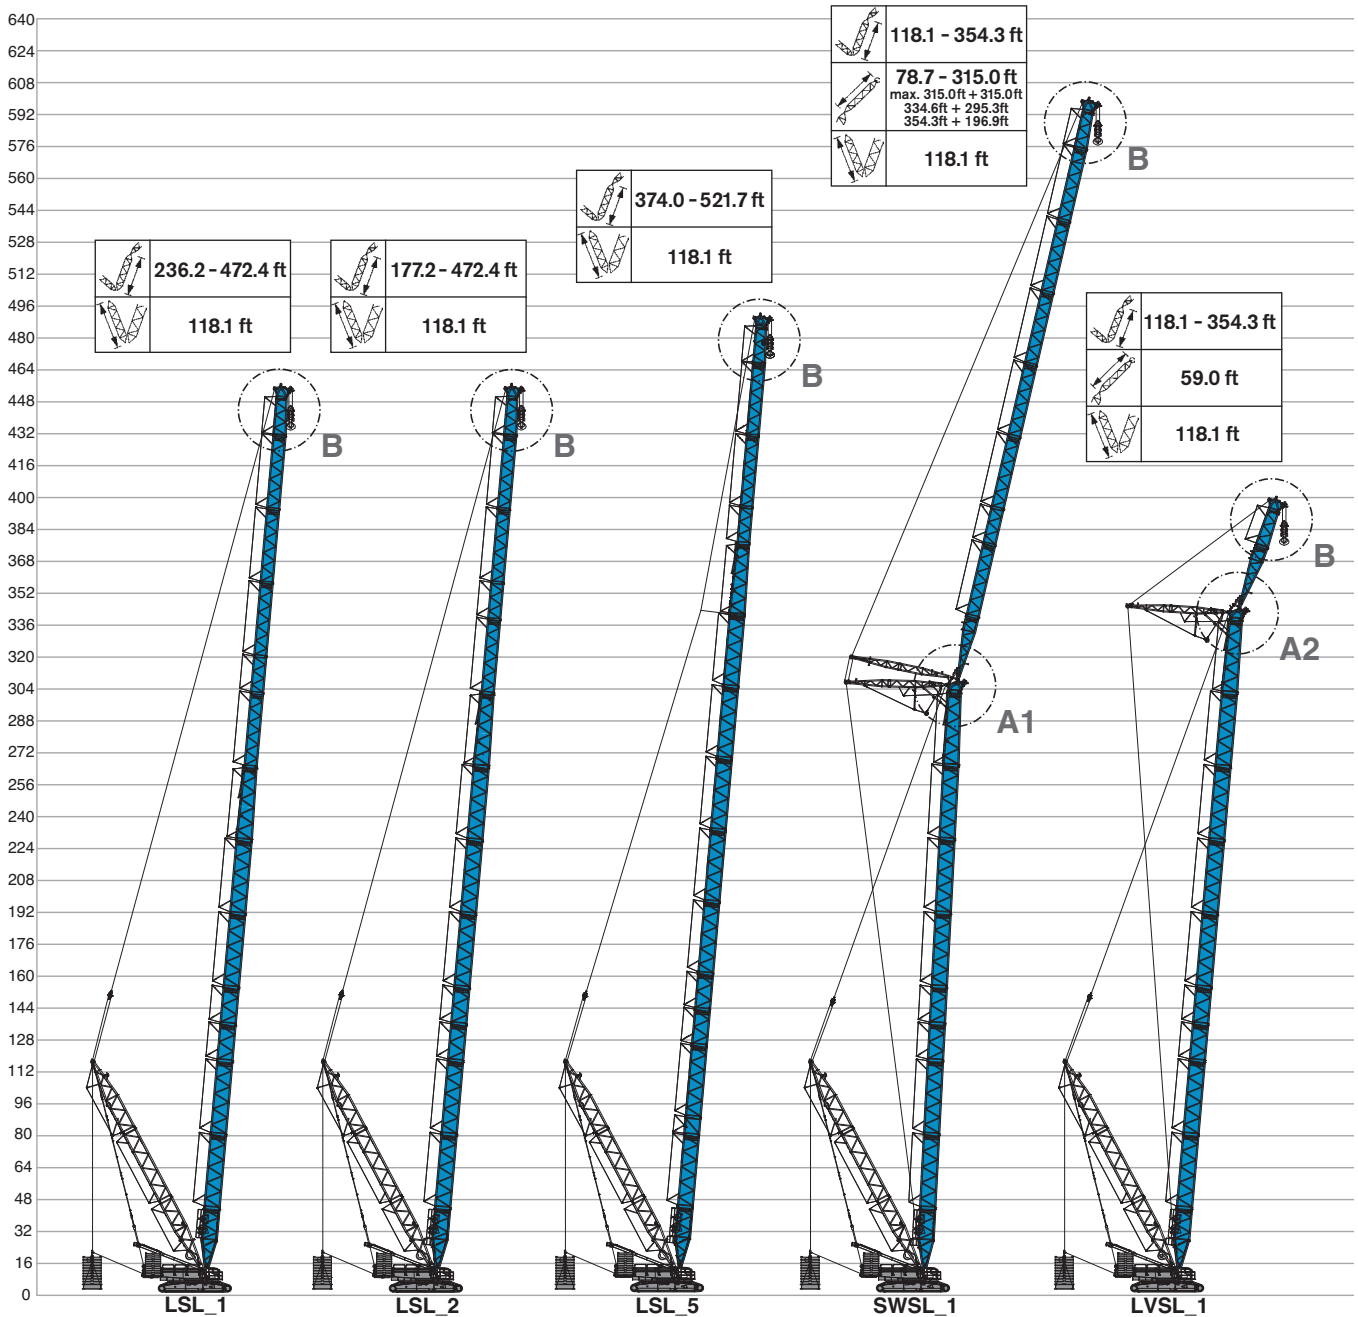 640
624
608
592
576
560
544
528
512
496
480
464
448
432
416
400
384
368
352
336
320
304
288
272
256
240
224
208
192
176
160
144
128
112
96
80
64
48
32
16
0
236.2 - 472.4 ft
118.1 ft
B
LSL_1
177.2 - 472.4 ft
118.1 ft
B
LSL_2
374.0 - 521.7 ft
118.1 ft
B
LSL_5
118.1 - 354.3 ft
78.7 - 315.0 ft
max. 315.0ft + 315.0ft
334.6ft + 295.3ft
354.3ft + 196.9ft
118.1 ft
B
A1
SWSL_1
118.1 - 354.3 ft
59.0 ft
118.1 ft
B
A2
LVSL_1